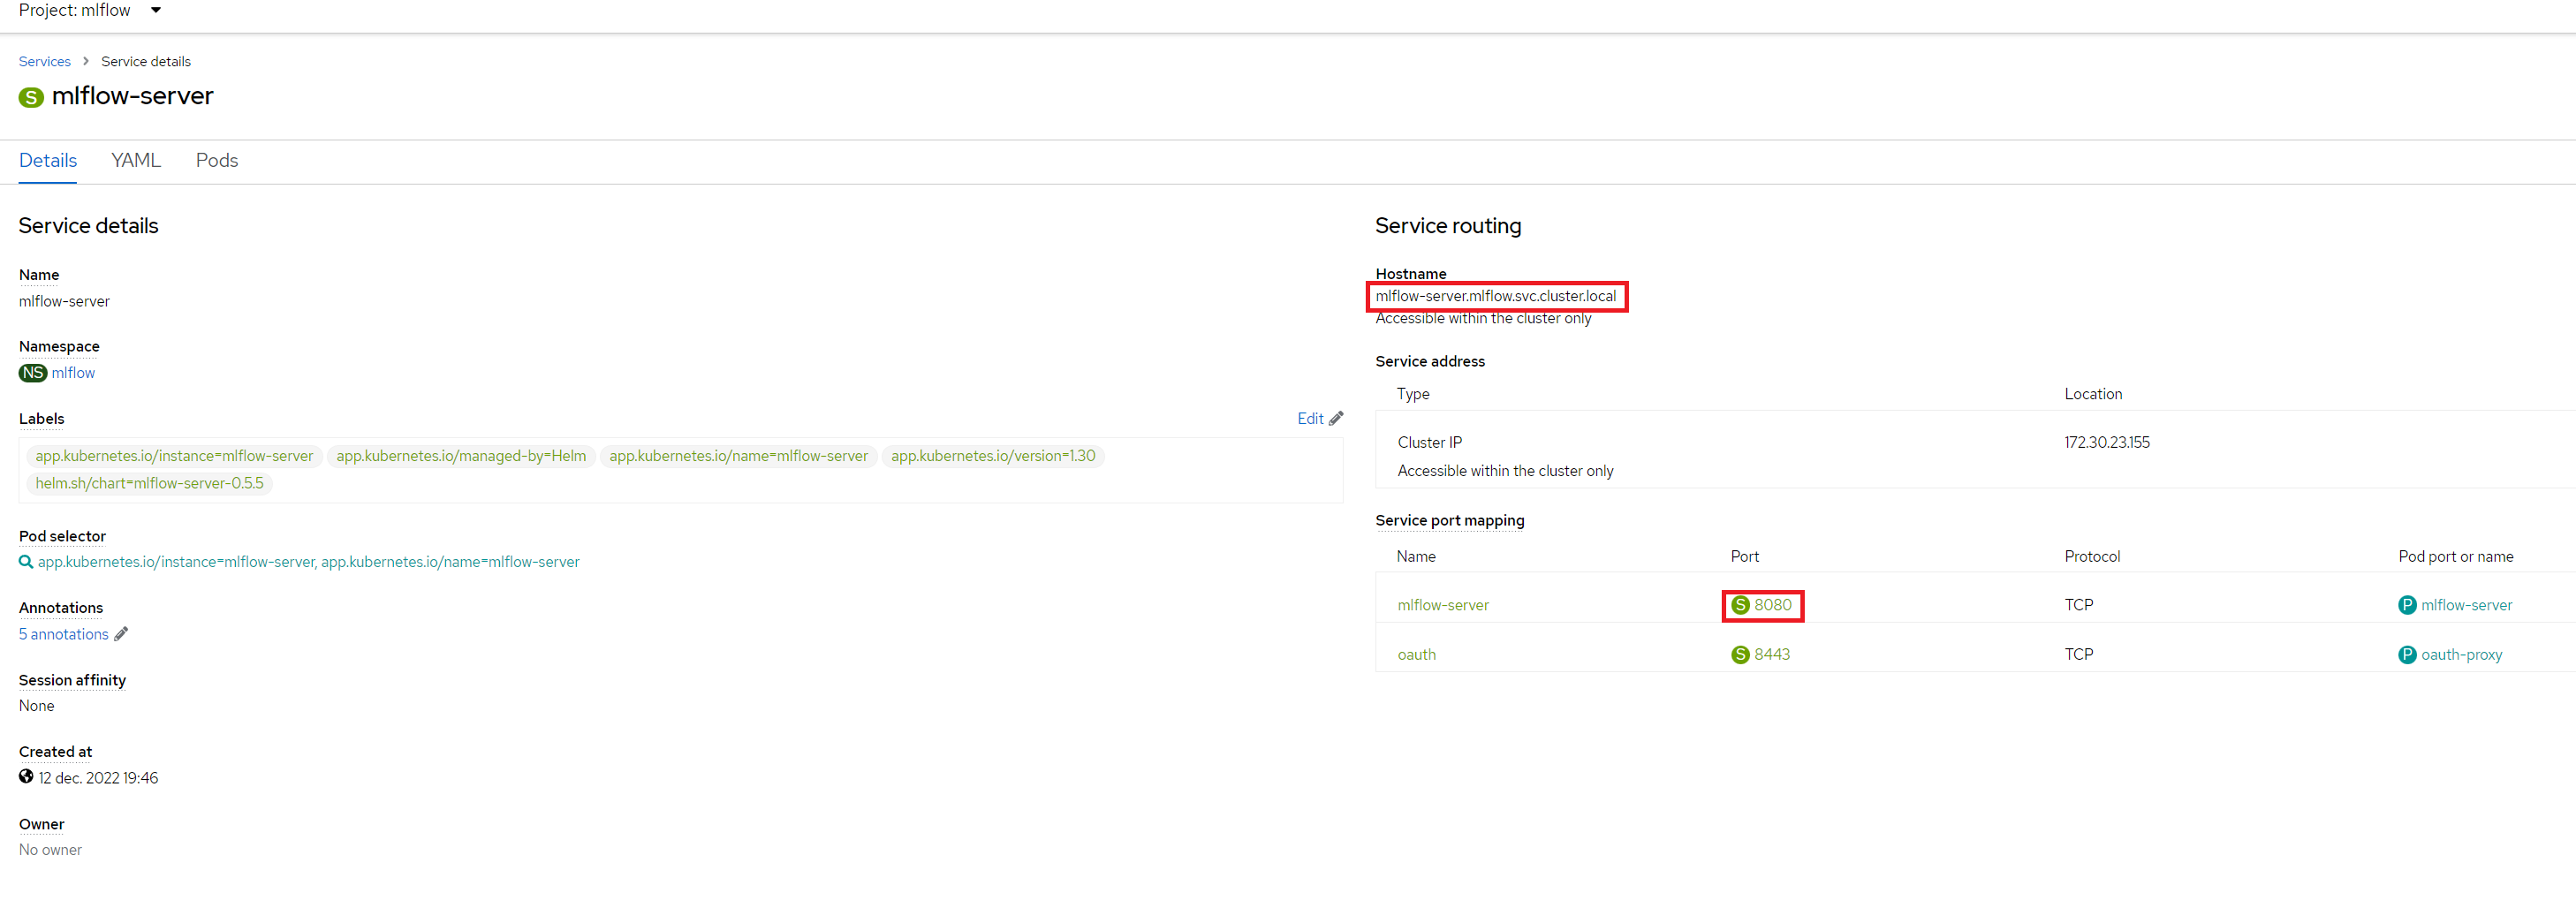 Project: mlflow
Services > Service details
S mlflow-server
Details YAML Pods
Service details
Name
mlflow-server
Namespace
NS mlflow
Labels
Edit
app.kubernetes.io/instance=mlflow-server app.kubernetes.io/managed-by=Helm app.kubernetes.io/name=mlflow-server app.kubernetes.io/version=1.30
helm.sh/chart=mlflow-server-0.5.5
Pod selector
app.kubernetes.io/instance=mlflow-server, app.kubernetes.io/name=mlflow-server
Annotations
5 annotations
Session affinity
None
Created at
12 dec. 2022 19:46
Owner
No owner
Service routing
Hostname
mlflow-server.mlflow.svc.cluster.local
Accessible within the cluster only
Service address
Type Location
Cluster IP 172.30.23.155
Accessible within the cluster only
Service port mapping
Name Port Protocol Pod port or name
mlflow-server S 8080 TCP P mlflow-server
oauth S 8443 TCP P oauth-proxy